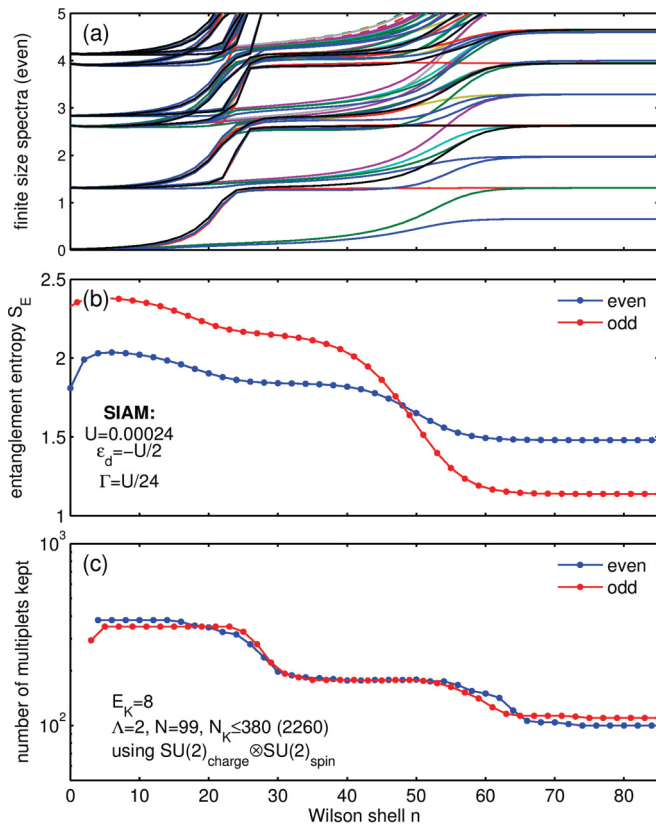 (a)
finite size spectra (even)
5
4
3
2
1
0
(b)
entanglement entropy S_E
2.5
2
1.5
1
even
odd
SIAM:
U=0.00024
ε_d=−U/2
Γ=U/24
(c)
number of multiplets kept
10^3
10^2
even
odd
E_K=8
Λ=2, N=99, N_K≤380 (2260)
using SU(2)_charge⊗SU(2)_spin
0 10 20 30 40 50 60 70 80
Wilson shell n